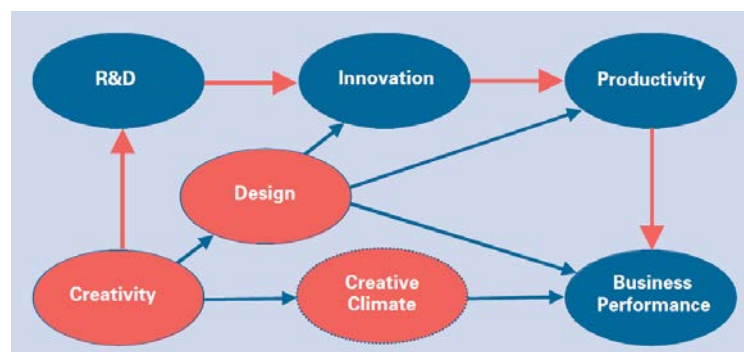 R&D
Innovation
Productivity
Design
Creativity
Creative
Climate
Business
Performance